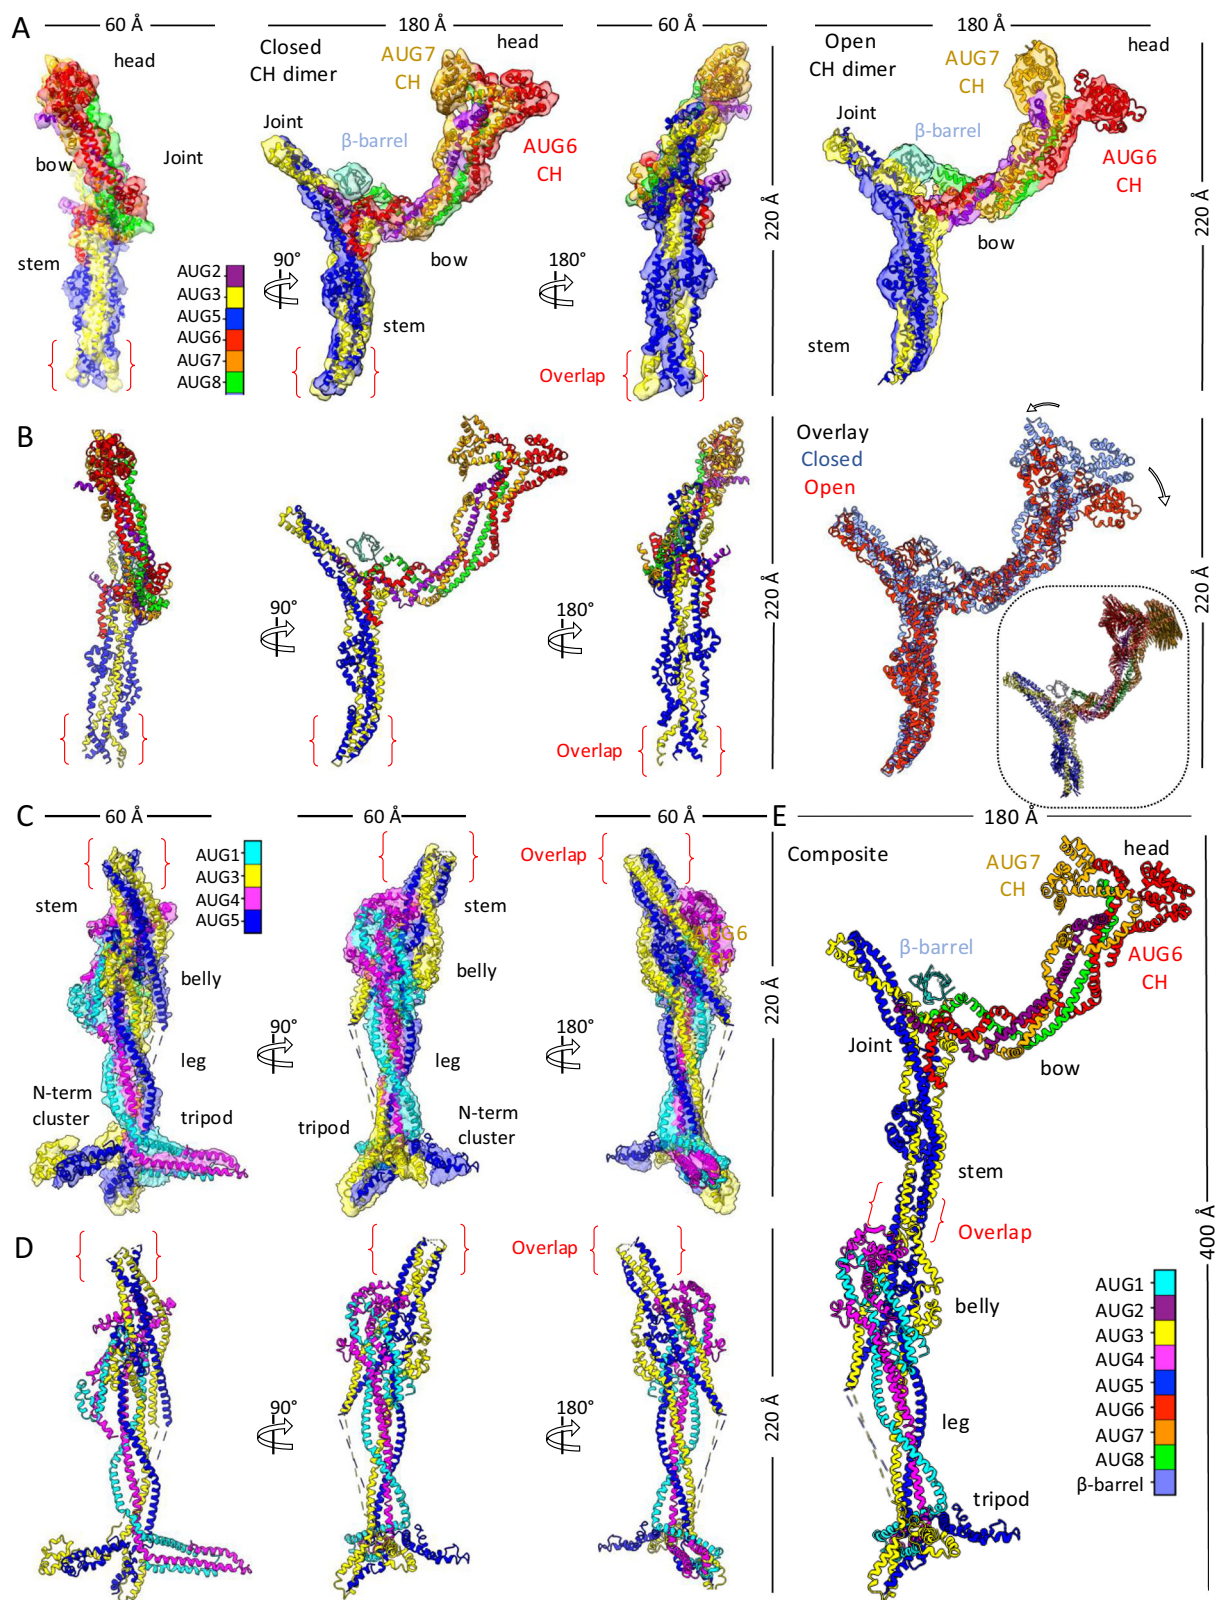 A
60 Å
180 Å
60 Å
180 Å
head
Closed
CH dimer
AUG7
CH
head
Open
CH dimer
AUG7
CH
head
Joint
β-barrel
Joint
β-barrel
bow
Joint
AUG6
CH
AUG6
CH
220 Å
220 Å
stem
bow
bow
90°
180°
AUG2
AUG3
AUG5
AUG6
AUG7
AUG8
stem
stem
Overlap
B
Overlay
Closed
Open
220 Å
220 Å
90°
180°
Overlap
C
60 Å
60 Å
60 Å
E
180 Å
AUG1
AUG3
AUG4
AUG5
Overlap
Composite
AUG7
CH
head
stem
stem
AUG6
β-barrel
AUG6
CH
belly
belly
220 Å
90°
180°
Joint
bow
leg
leg
N-term
cluster
tripod
tripod
N-term
cluster
stem
D
Overlap
Overlap
400 Å
220 Å
90°
180°
belly
leg
tripod
AUG1
AUG2
AUG3
AUG4
AUG5
AUG6
AUG7
AUG8
β-barrel